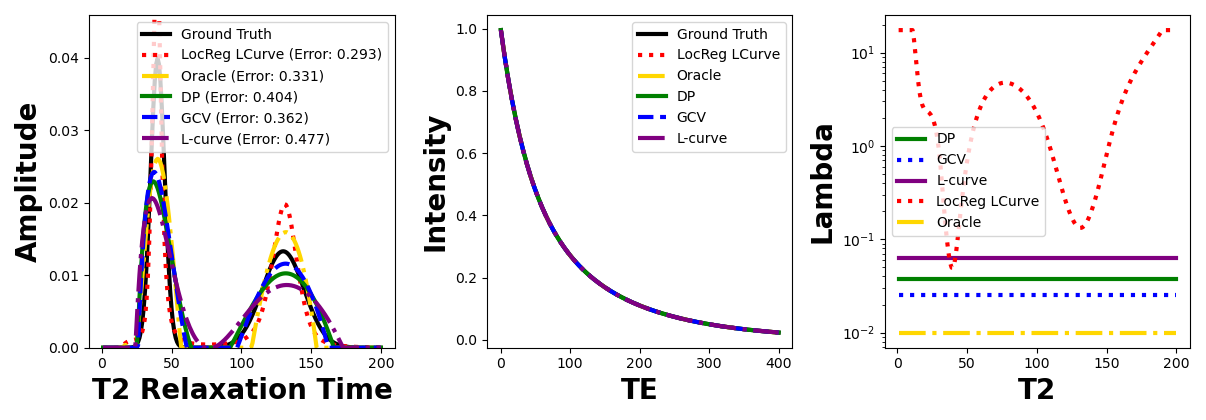 Amplitude
0.04
0.03
0.02
0.01
0.00
Ground Truth
LocReg LCurve (Error: 0.293)
Oracle (Error: 0.331)
DP (Error: 0.404)
GCV (Error: 0.362)
L-curve (Error: 0.477)
0 50 100 150 200
T2 Relaxation Time
Intensity
1.0
0.8
0.6
0.4
0.2
0.0
Ground Truth
LocReg LCurve
Oracle
DP
GCV
L-curve
0 100 200 300 400
TE
Lambda
10¹
10⁰
10⁻¹
10⁻²
DP
GCV
L-curve
LocReg LCurve
Oracle
0 50 100 150 200
T2